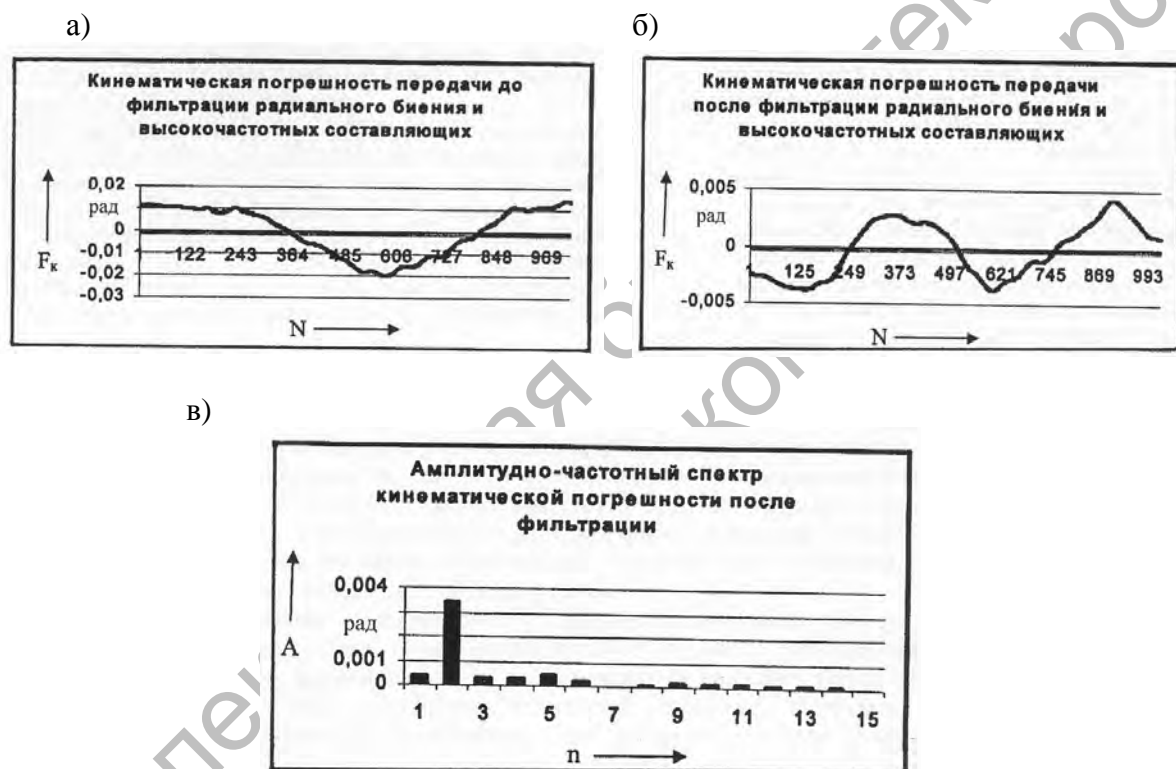 а)
Кинематическая погрешность передачи до
фильтрации радиального биения и
высокочастотных составляющих
0,02
рад
0
-0,01
-0,02
-0,03
Fк
122 243 364 485 606 727 848 969
N
б)
Кинематическая погрешность передачи
после фильтрации радиального биения и
высокочастотных составляющих
0,005
рад
0
-0,005
Fк
125 249 373 497 621 745 869 993
N
в)
Амплитудно-частотный спектр
кинематической погрешности после
фильтрации
0,004
рад
A
0,001
0
1 3 5 7 9 11 13 15
n